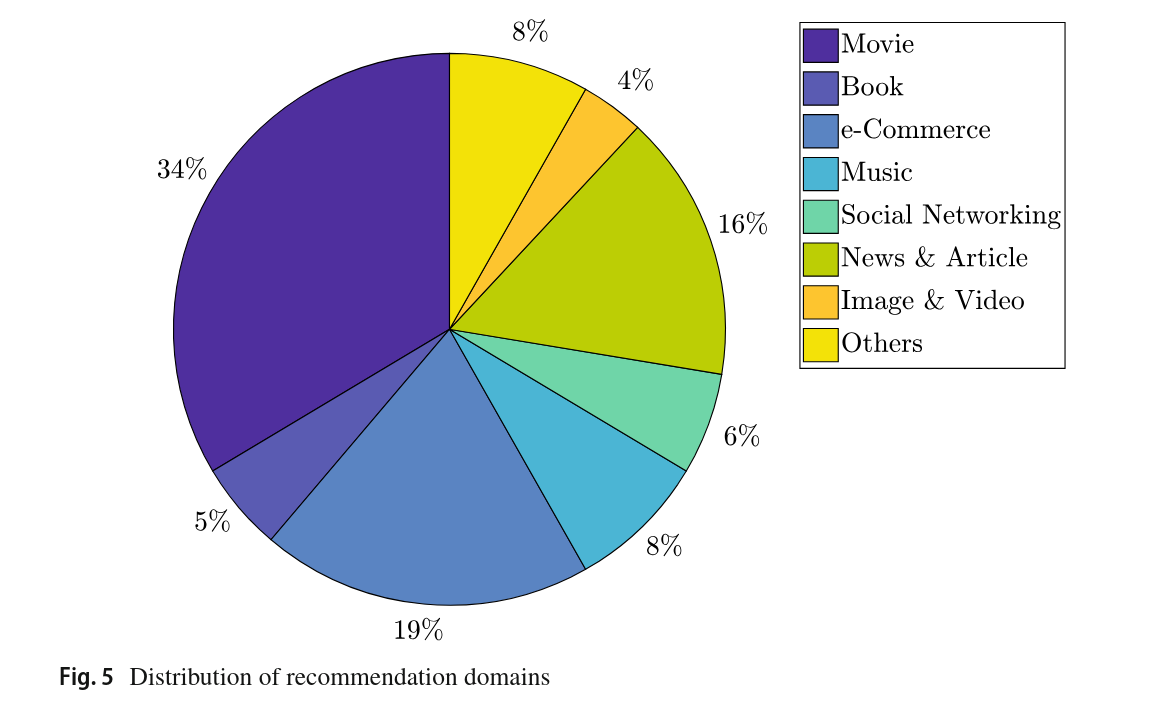 8%
4%
34%
16%
6%
5%
8%
19%
Movie
Book
e-Commerce
Music
Social Networking
News & Article
Image & Video
Others
Fig. 5 Distribution of recommendation domains